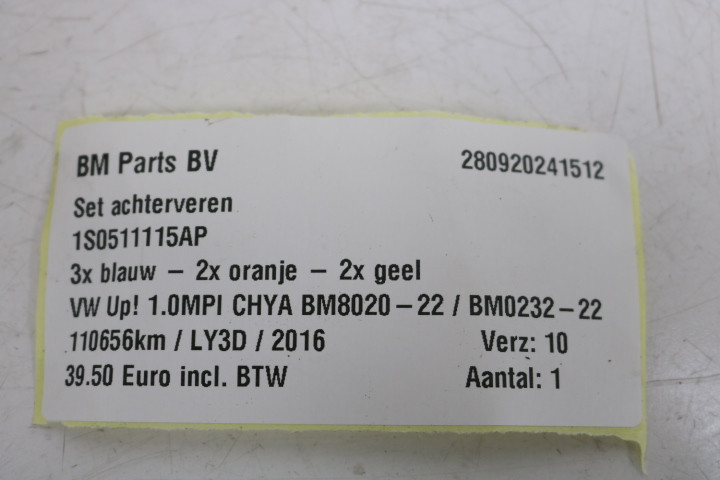 BM Parts BV 280920241512
Set achterveren
1S0511115AP
3x blauw – 2x oranje – 2x geel
VW Up! 1.0MPI CHYA BM8020–22 / BM0232–22
110656km / LY3D / 2016 Verz: 10
39.50 Euro incl. BTW Aantal: 1